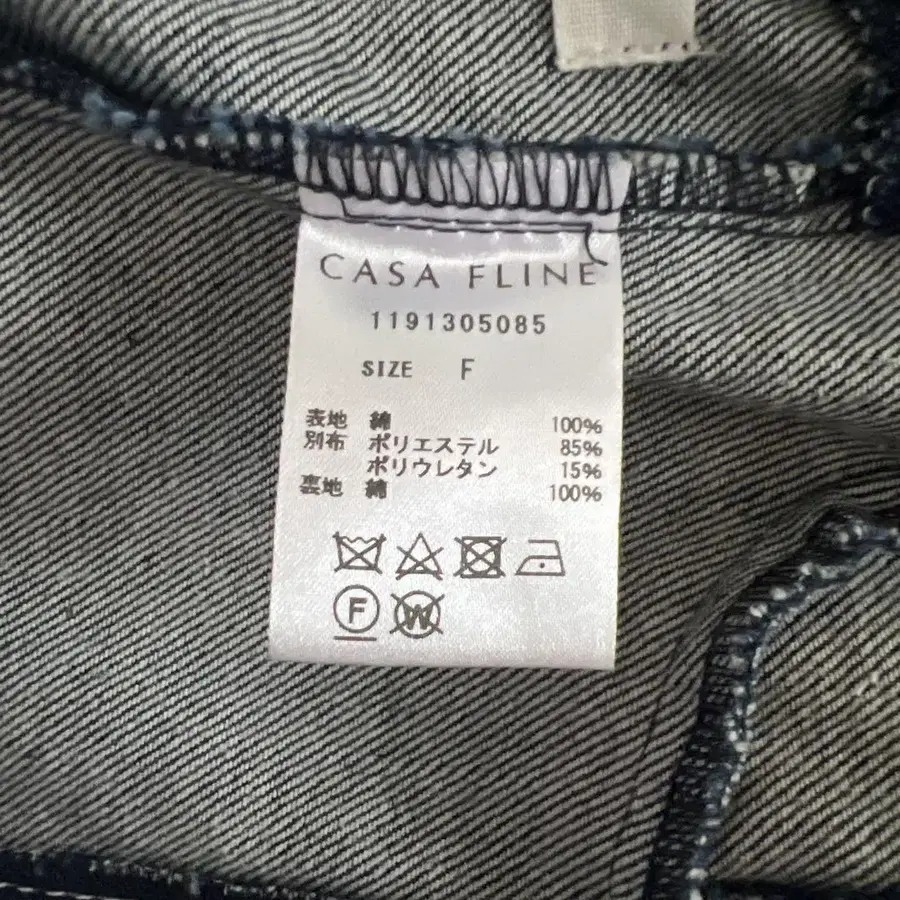 CASA FLINE
1191305085
SIZE F
表地 綿 100%
別布 ポリエステル 85%
ポリウレタン 15%
裏地 綿 100%
F W